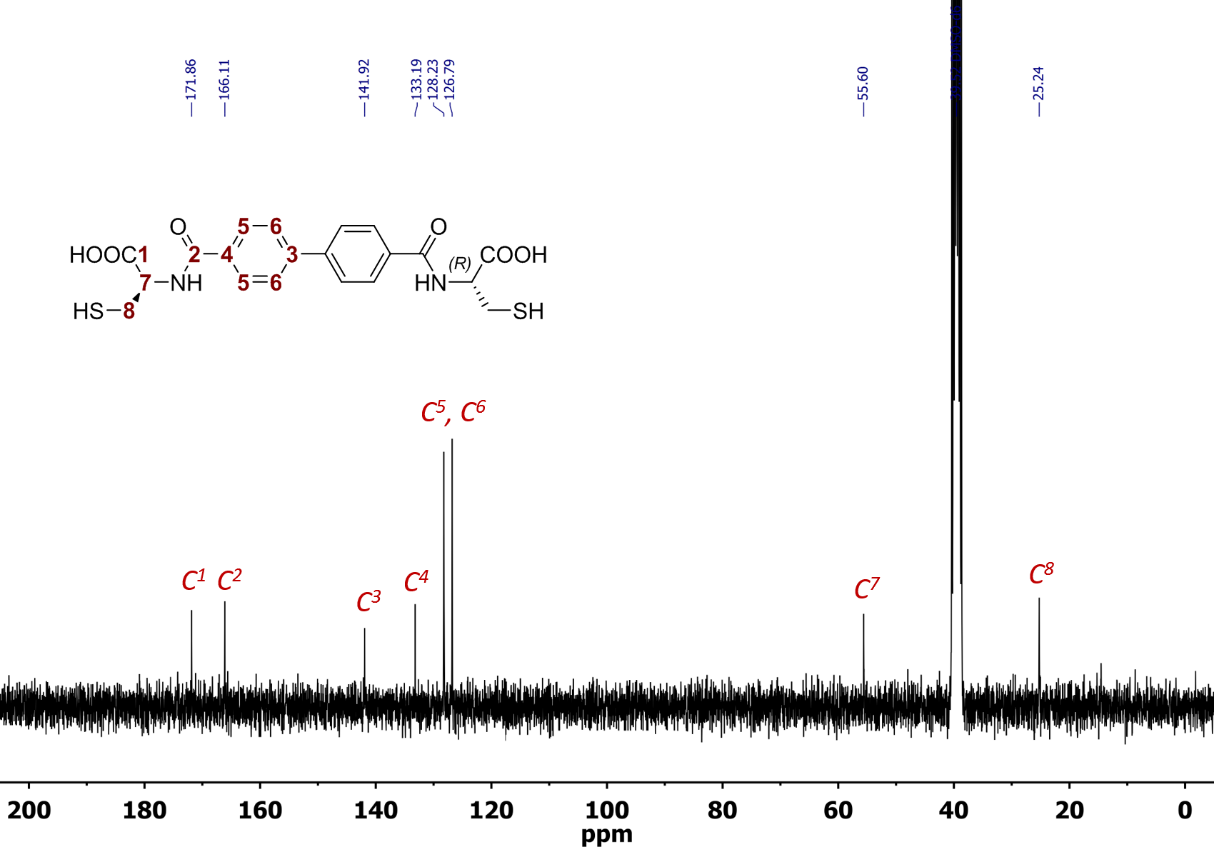 —171.86
—166.11
—141.92
133.19
128.23
126.79
—55.60
—25.24
O
5 6
O
HOOC 1
2 4 3
(R)
COOH
7 NH
5 6
HN
HS 8
SH
C5, C6
C1 C2
C3
C4
C7
C8
200 180 160 140 120 100 80 60 40 20 0
ppm